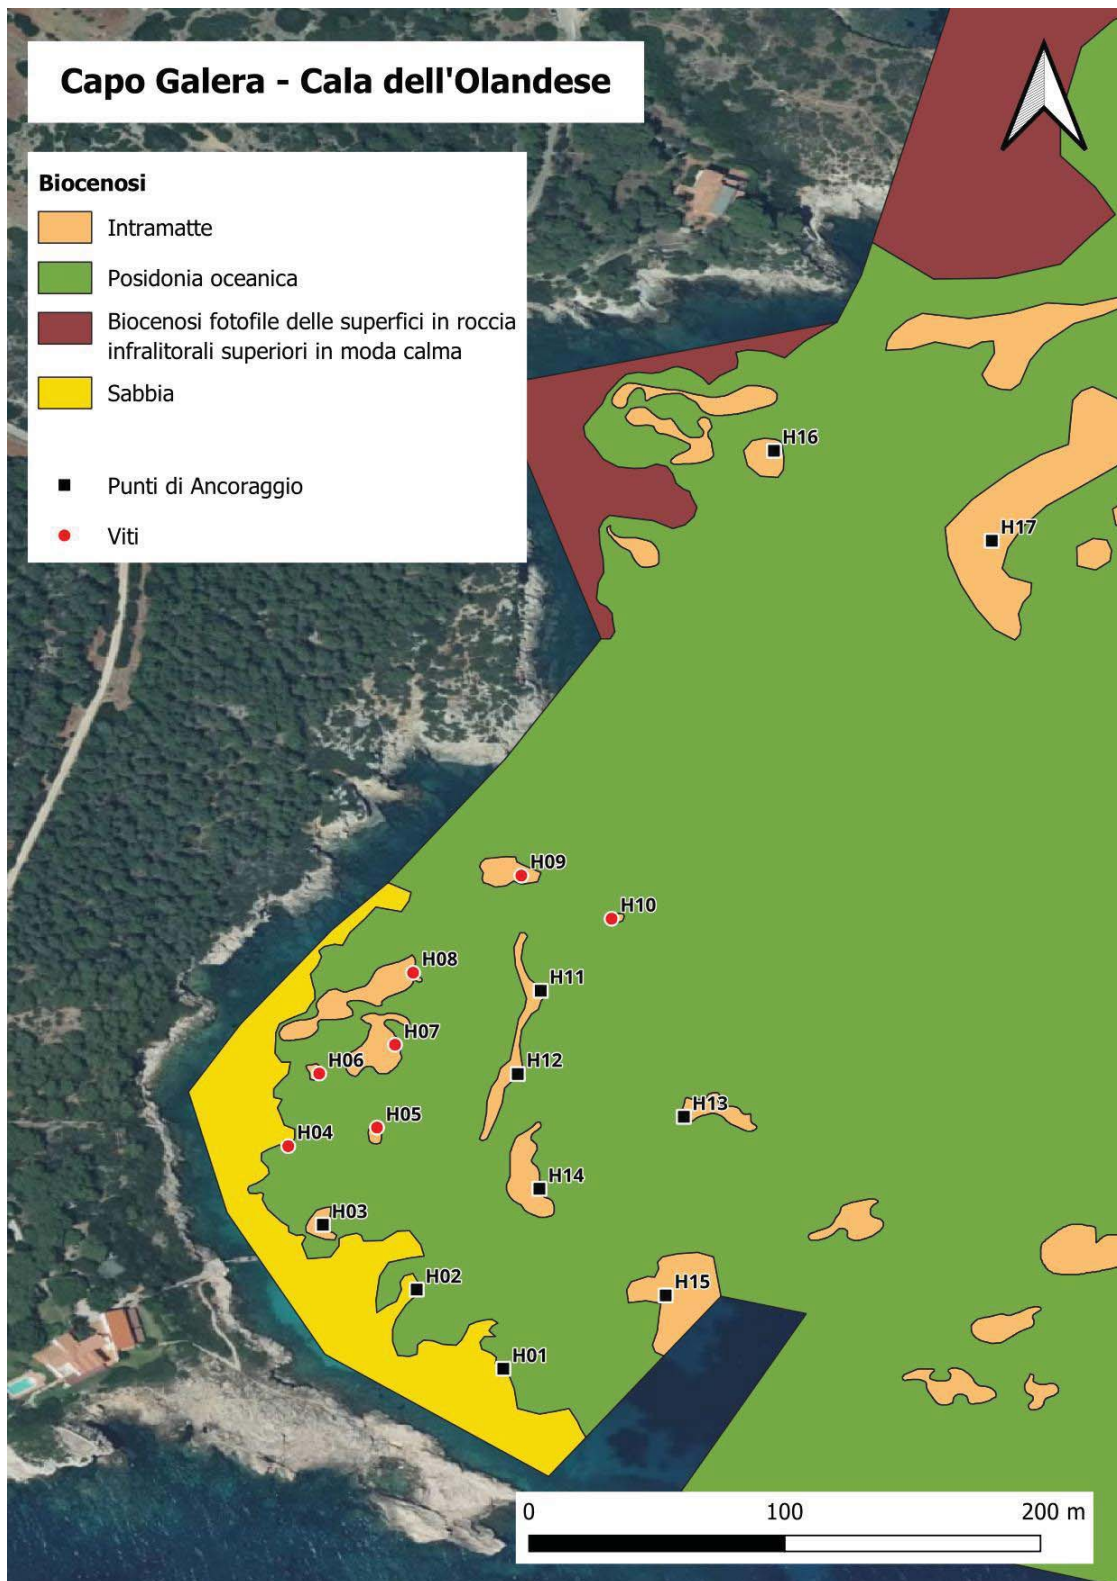 Capo Galera - Cala dell'Olandese
Biocenosi
Intramatte
Posidonia oceanica
Biocenosi fotofile delle superfici in roccia
infralitorali superiori in moda calma
Sabbia
Punti di Ancoraggio
Viti
H16
H17
H09
H10
H08
H11
H07
H06
H12
H05
H13
H04
H14
H03
H02
H15
H01
0 100 200 m